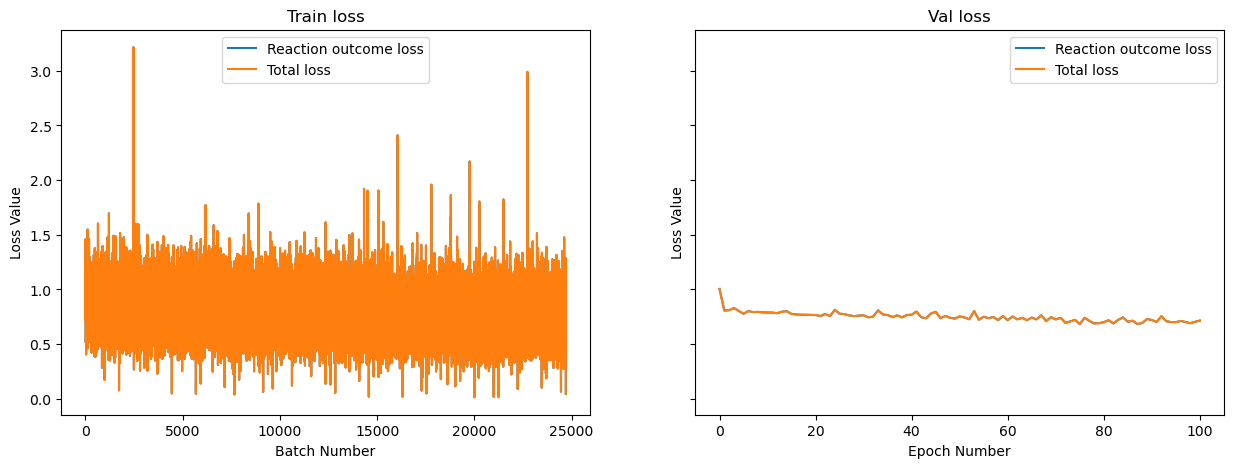 Train loss
Reaction outcome loss
Total loss
3.0
2.5
2.0
1.5
1.0
0.5
0.0
Loss Value
0
5000
10000
15000
20000
25000
Batch Number
Val loss
Reaction outcome loss
Total loss
Loss Value
0
20
40
60
80
100
Epoch Number